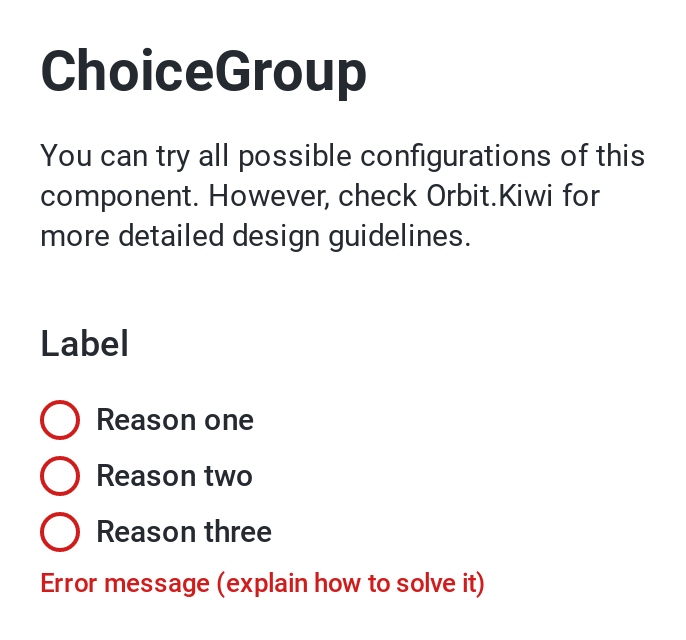 ChoiceGroup
You can try all possible configurations of this
component. However, check Orbit.Kiwi for
more detailed design guidelines.
Label
Reason one
Reason two
Reason three
Error message (explain how to solve it)